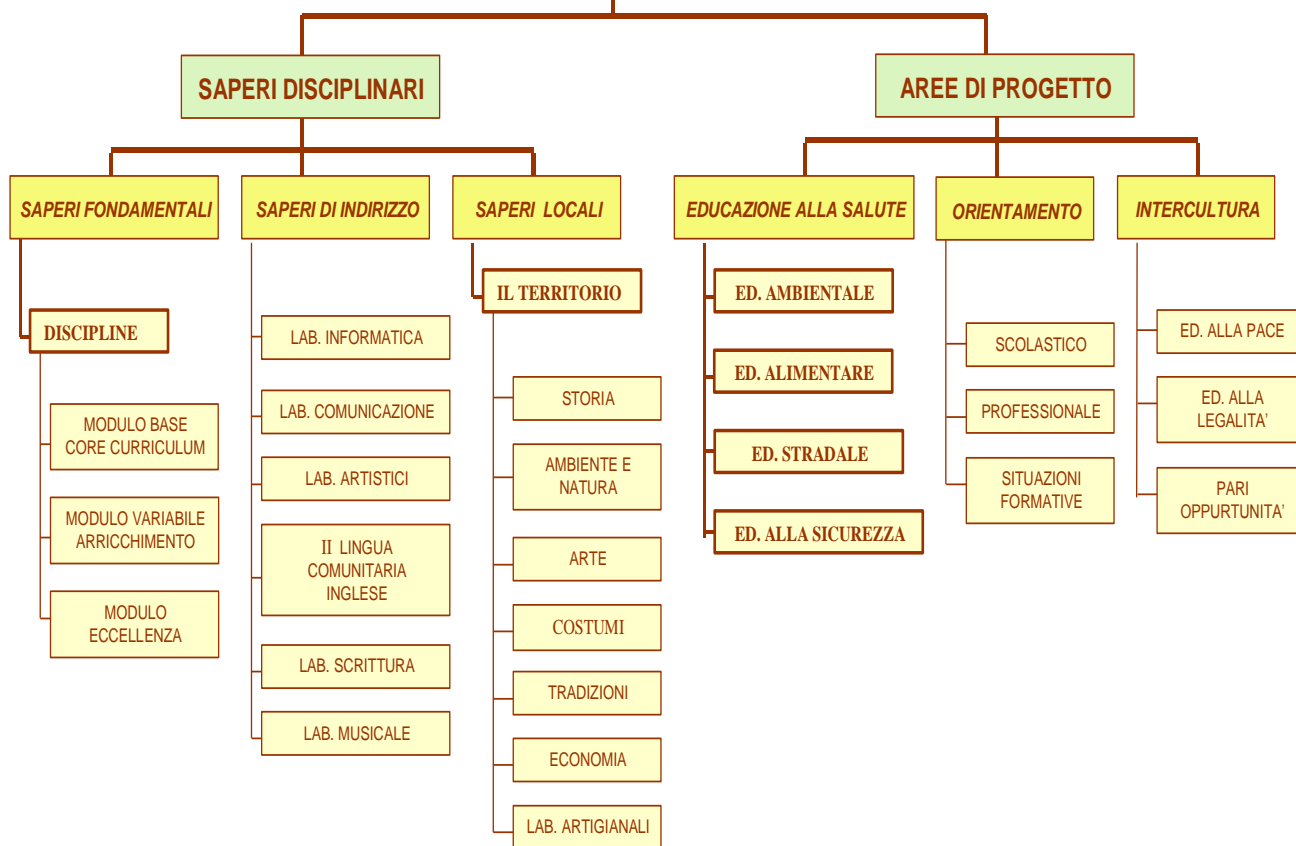 SAPERI DISCIPLINARI
AREE DI PROGETTO
SAPERI FONDAMENTALI
SAPERI DI INDIRIZZO
SAPERI LOCALI
EDUCAZIONE ALLA SALUTE
ORIENTAMENTO
INTERCULTURA
DISCIPLINE
MODULO BASE
CORE CURRICULUM
MODULO VARIABILE
ARRICCHIMENTO
MODULO
ECCELLENZA
LAB. INFORMATICA
LAB. COMUNICAZIONE
LAB. ARTISTICI
II LINGUA
COMUNITARIA
INGLESE
LAB. SCRITTURA
LAB. MUSICALE
IL TERRITORIO
STORIA
AMBIENTE E
NATURA
ARTE
COSTUMI
TRADIZIONI
ECONOMIA
LAB. ARTIGIANALI
ED. AMBIENTALE
ED. ALIMENTARE
ED. STRADALE
ED. ALLA SICUREZZA
SCOLASTICO
PROFESSIONALE
SITUAZIONI
FORMATIVE
ED. ALLA PACE
ED. ALLA
LEGALITA’
PARI
OPPURTUNITA’